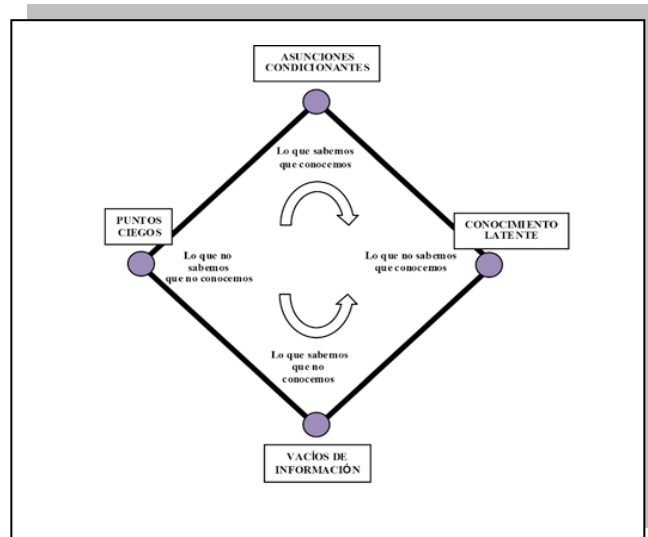 ASUNCIONES
CONDICIONANTES
Lo que sabemos
que conocemos
PUNTOS
CIEGOS
CONOCIMIENTO
LATENTE
Lo que no
sabemos
que no conocemos
Lo que no sabemos
que conocemos
Lo que sabemos
que no
conocemos
VACÍOS DE
INFORMACIÓN